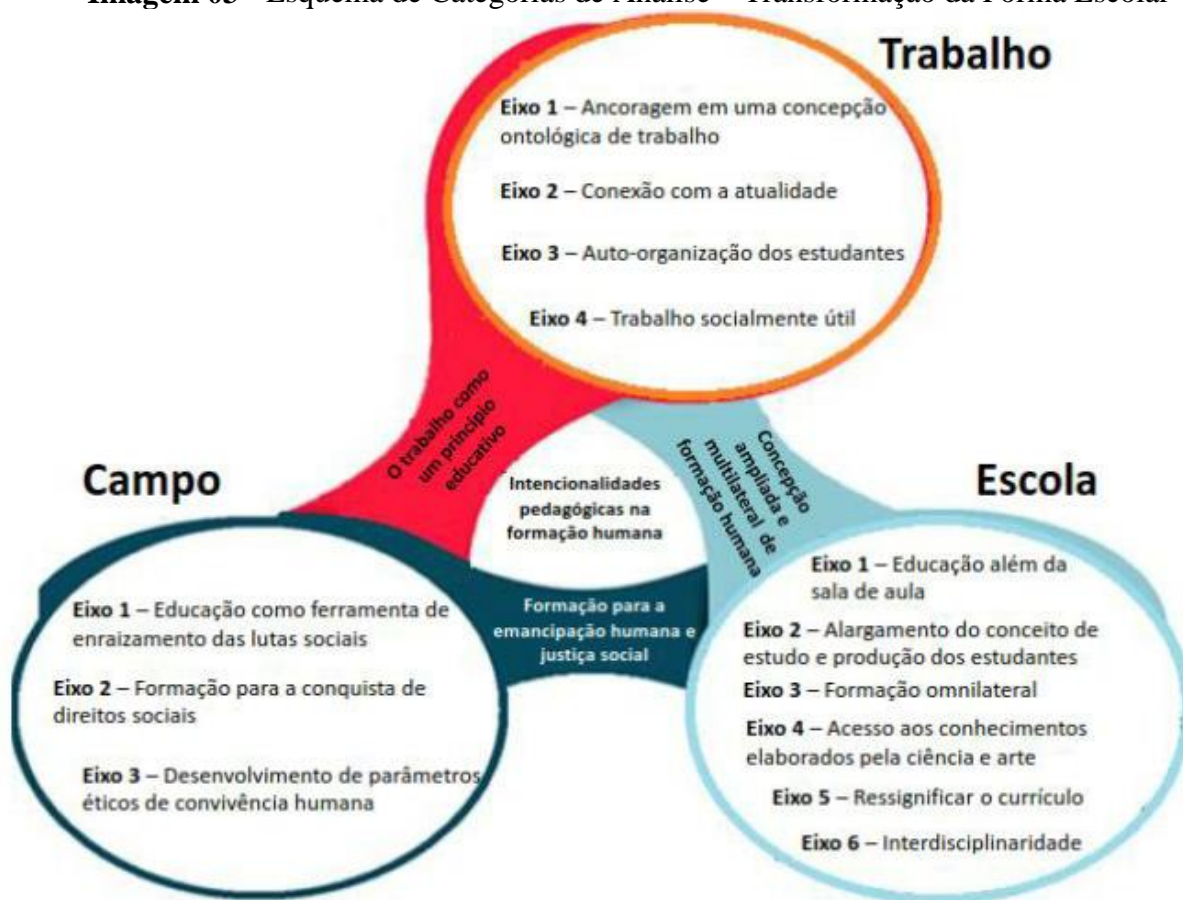 Imagem 03 - Esquema de Categorias de Análise – Transformação da Forma Escolar
Trabalho
Eixo 1 – Ancoragem em uma concepção
ontológica de trabalho
Eixo 2 – Conexão com a atualidade
Eixo 3 – Auto-organização dos estudantes
Eixo 4 – Trabalho socialmente útil
O trabalho como
um princípio
educativo
Concepção
ampliada e
multilateral de
formação humana
Intencionalidades
pedagógicas na
formação humana
Formação para a
emancipação humana e
justiça social
Campo
Eixo 1 – Educação como ferramenta de
enraizamento das lutas sociais
Eixo 2 – Formação para a conquista de
direitos sociais
Eixo 3 – Desenvolvimento de parâmetros
éticos de convivência humana
Escola
Eixo 1 – Educação além da
sala de aula
Eixo 2 – Alargamento do conceito de
estudo e produção dos estudantes
Eixo 3 – Formação omnilateral
Eixo 4 – Acesso aos conhecimentos
elaborados pela ciência e arte
Eixo 5 – Ressignificar o currículo
Eixo 6 – Interdisciplinaridade